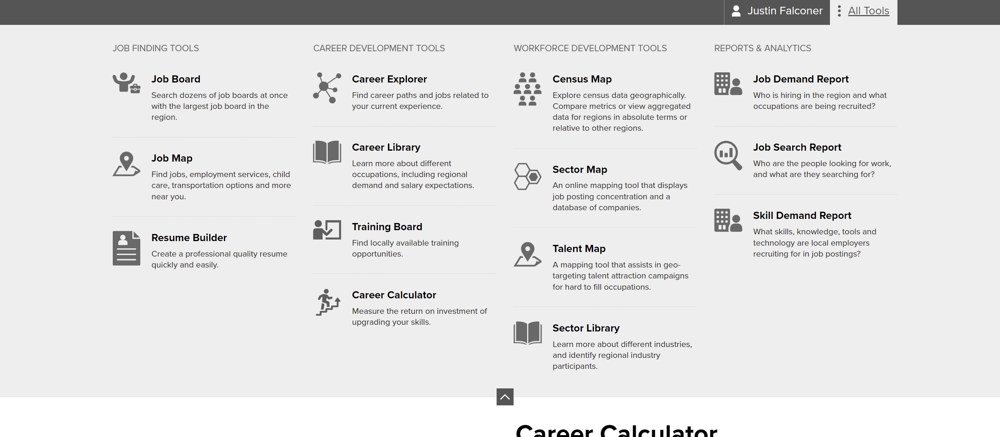 Justin Falconer
All Tools
JOB FINDING TOOLS
Job Board
Search dozens of job boards at once
with the largest job board in the
region.
Job Map
Find jobs, employment services, child
care, transportation options and more
near you.
Resume Builder
Create a professional quality resume
quickly and easily.
CAREER DEVELOPMENT TOOLS
Career Explorer
Find career paths and jobs related to
your current experience.
Career Library
Learn more about different
occupations, including regional
demand and salary expectations.
Training Board
Find locally available training
opportunities.
Career Calculator
Measure the return on investment of
upgrading your skills.
WORKFORCE DEVELOPMENT TOOLS
Census Map
Explore census data geographically.
Compare metrics or view aggregated
data for regions in absolute terms or
relative to other regions.
Sector Map
An online mapping tool that displays
job posting concentration and a
database of companies.
Talent Map
A mapping tool that assists in geo-
targeting talent attraction campaigns
for hard to fill occupations.
Sector Library
Learn more about different industries,
and identify regional industry
participants.
REPORTS & ANALYTICS
Job Demand Report
Who is hiring in the region and what
occupations are being recruited?
Job Search Report
Who are the people looking for work,
and what are they searching for?
Skill Demand Report
What skills, knowledge, tools and
technology are local employers
recruiting for in job postings?
Career Calculator